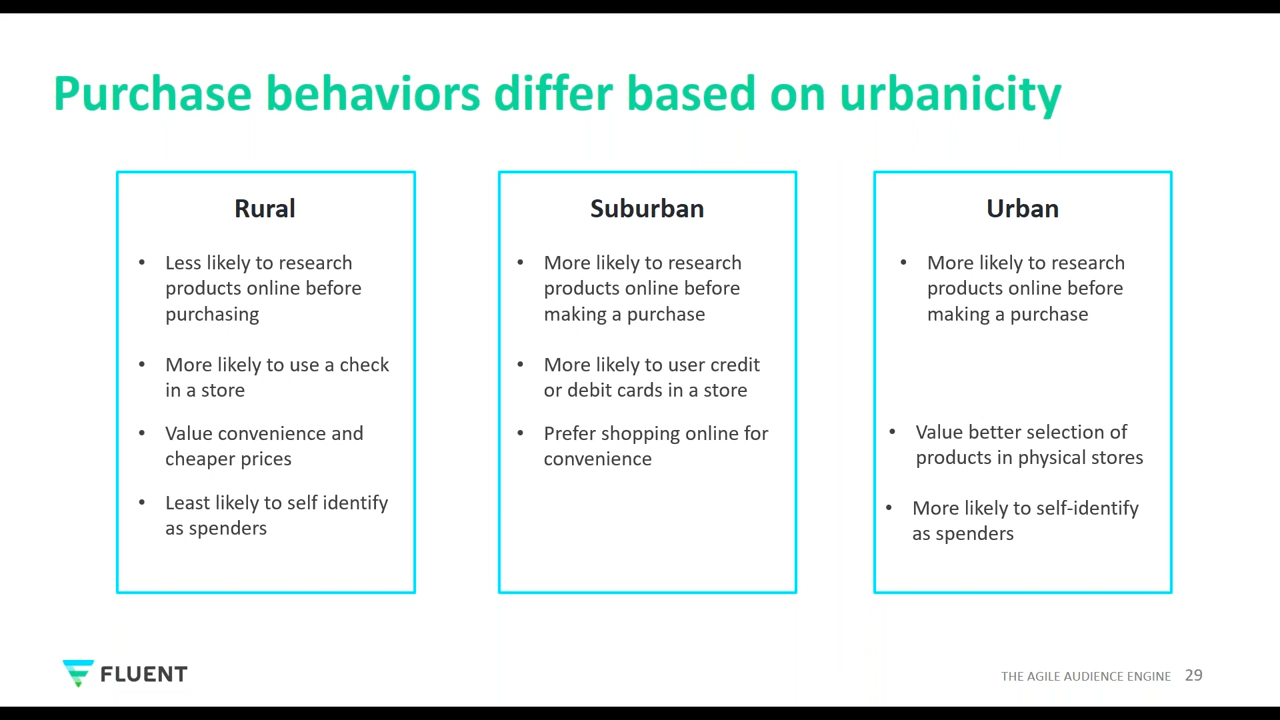 Purchase behaviors differ based on urbanicity
Rural
• Less likely to research
products online before
purchasing
• More likely to use a check
in a store
• Value convenience and
cheaper prices
• Least likely to self identify
as spenders
Suburban
• More likely to research
products online before
making a purchase
• More likely to user credit
or debit cards in a store
• Prefer shopping online for
convenience
Urban
• More likely to research
products online before
making a purchase
• Value better selection of
products in physical stores
• More likely to self-identify
as spenders
FLUENT
THE AGILE AUDIENCE ENGINE 29